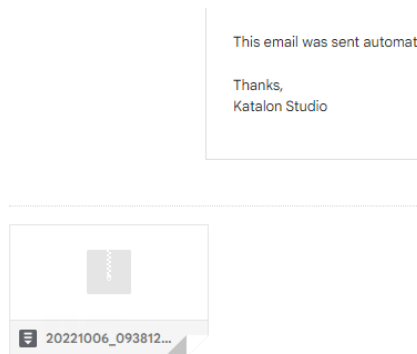 This email was sent automat
Thanks,
Katalon Studio
20221006_093812...